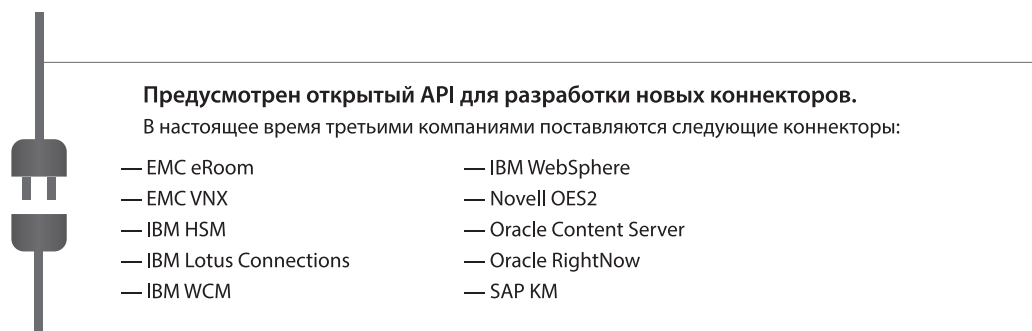 Предусмотрен открытый API для разработки новых коннекторов.
В настоящее время третьими компаниями поставляются следующие коннекторы:
— EMC eRoom
— EMC VNX
— IBM HSM
— IBM Lotus Connections
— IBM WCM
— IBM WebSphere
— Novell OES2
— Oracle Content Server
— Oracle RightNow
— SAP KM